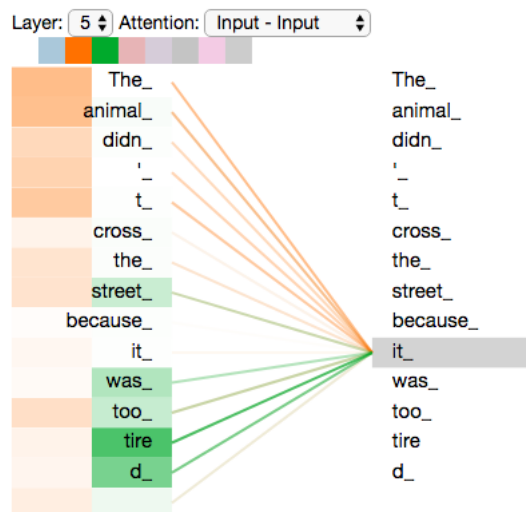 Layer: 5 Attention: Input - Input
The_ The_
animal_ animal_
didn_ didn_
'_ '_
t_ t_
cross_ cross_
the_ the_
street_ street_
because_ because_
it_ it_
was_ was_
too_ too_
tire tire
d_ d_